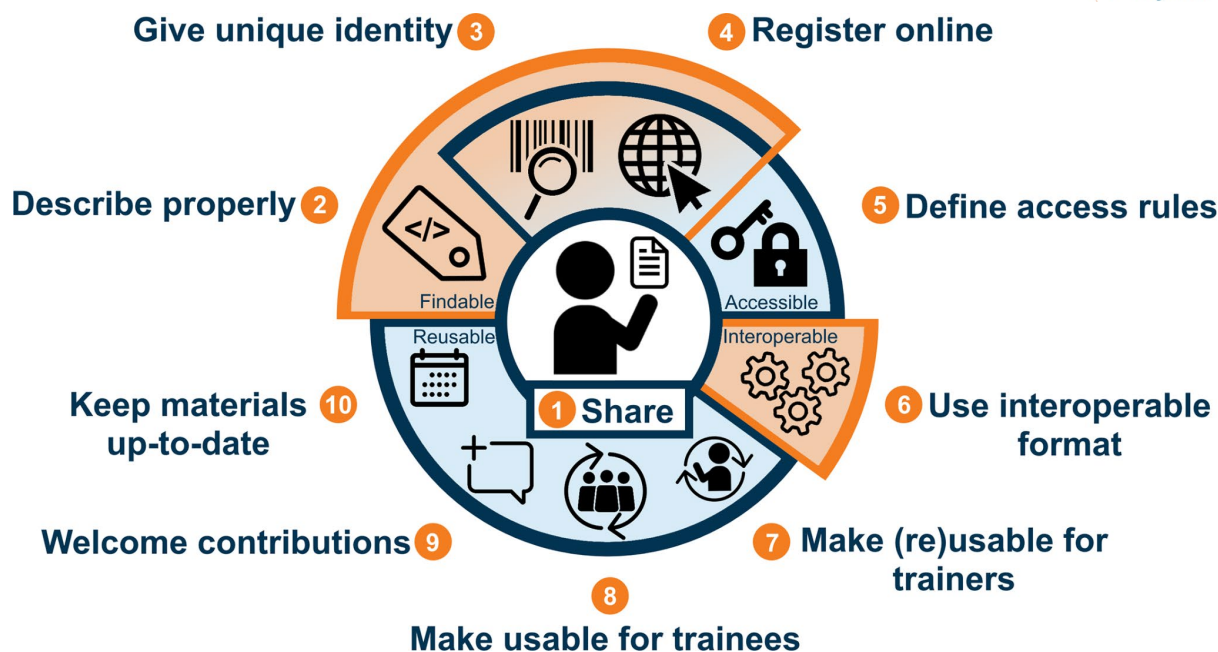 Give unique identity 3
4 Register online
Describe properly 2
5 Define access rules
</>
Findable
Accessible
Reusable
Interoperable
1 Share
Keep materials 10
up-to-date
6 Use interoperable
format
Welcome contributions 9
7 Make (re)usable for
trainers
8
Make usable for trainees